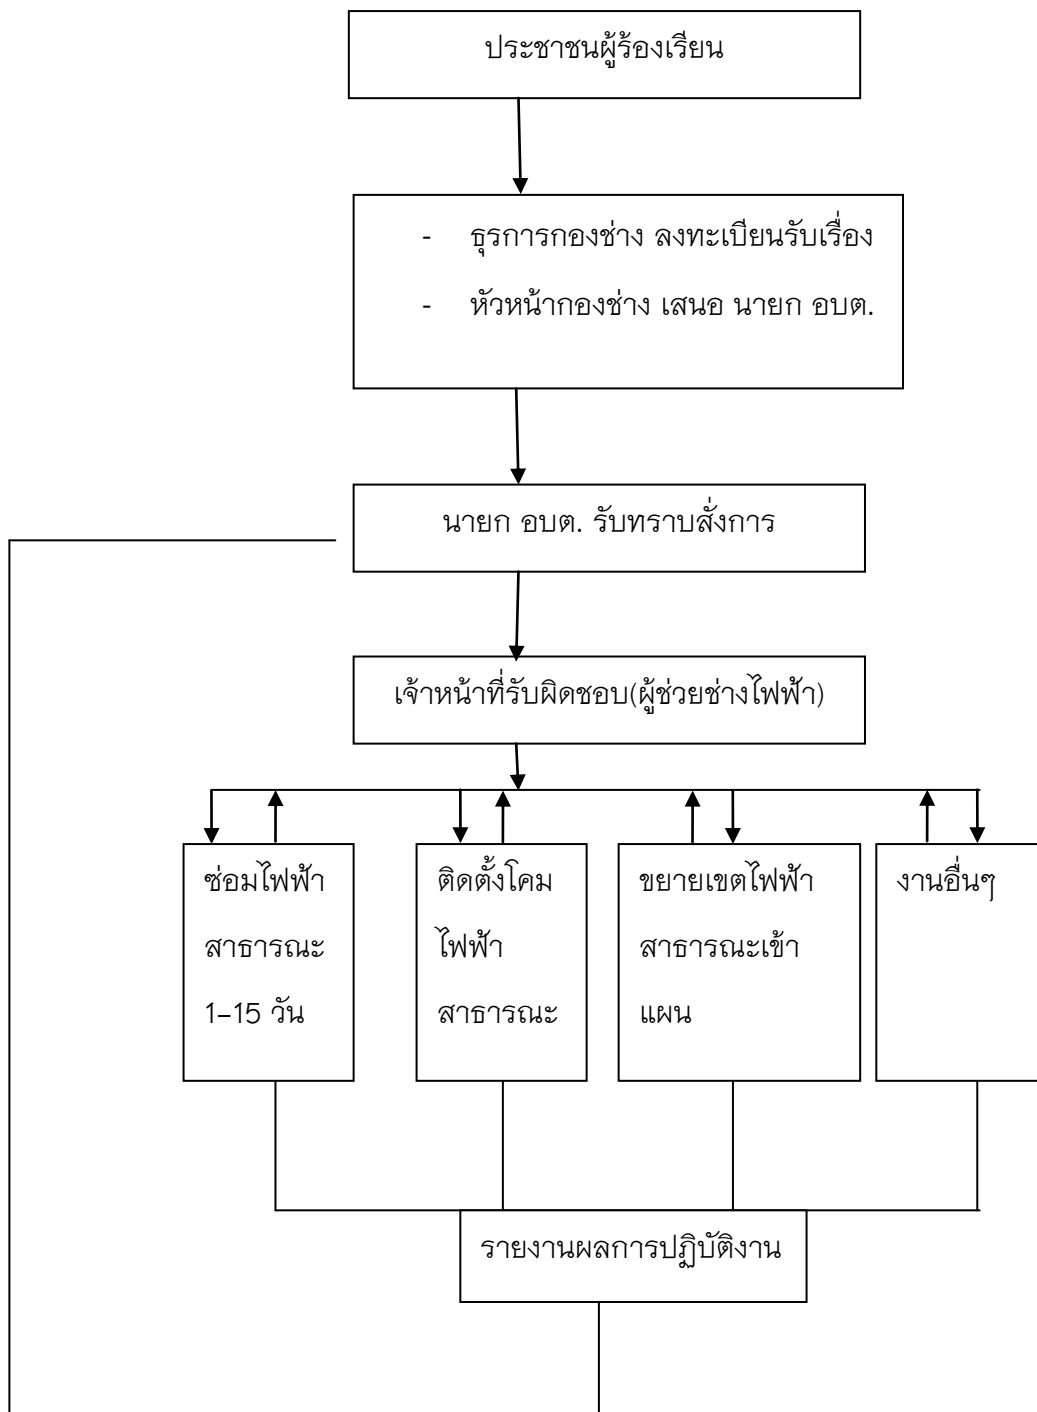 ประชาชนผู้ร้องเรียน
- ธุรการกองช่าง ลงทะเบียนรับเรื่อง
- หัวหน้ากองช่าง เสนอ นายก อบต.
นายก อบต. รับทราบสั่งการ
เจ้าหน้าที่รับผิดชอบ(ผู้ช่วยช่างไฟฟ้า)
ซ่อมไฟฟ้า
สาธารณะ
1-15 วัน
ติดตั้งโคม
ไฟฟ้า
สาธารณะ
ขยายเขตไฟฟ้า
สาธารณะเข้า
แผน
งานอื่นๆ
รายงานผลการปฏิบัติงาน